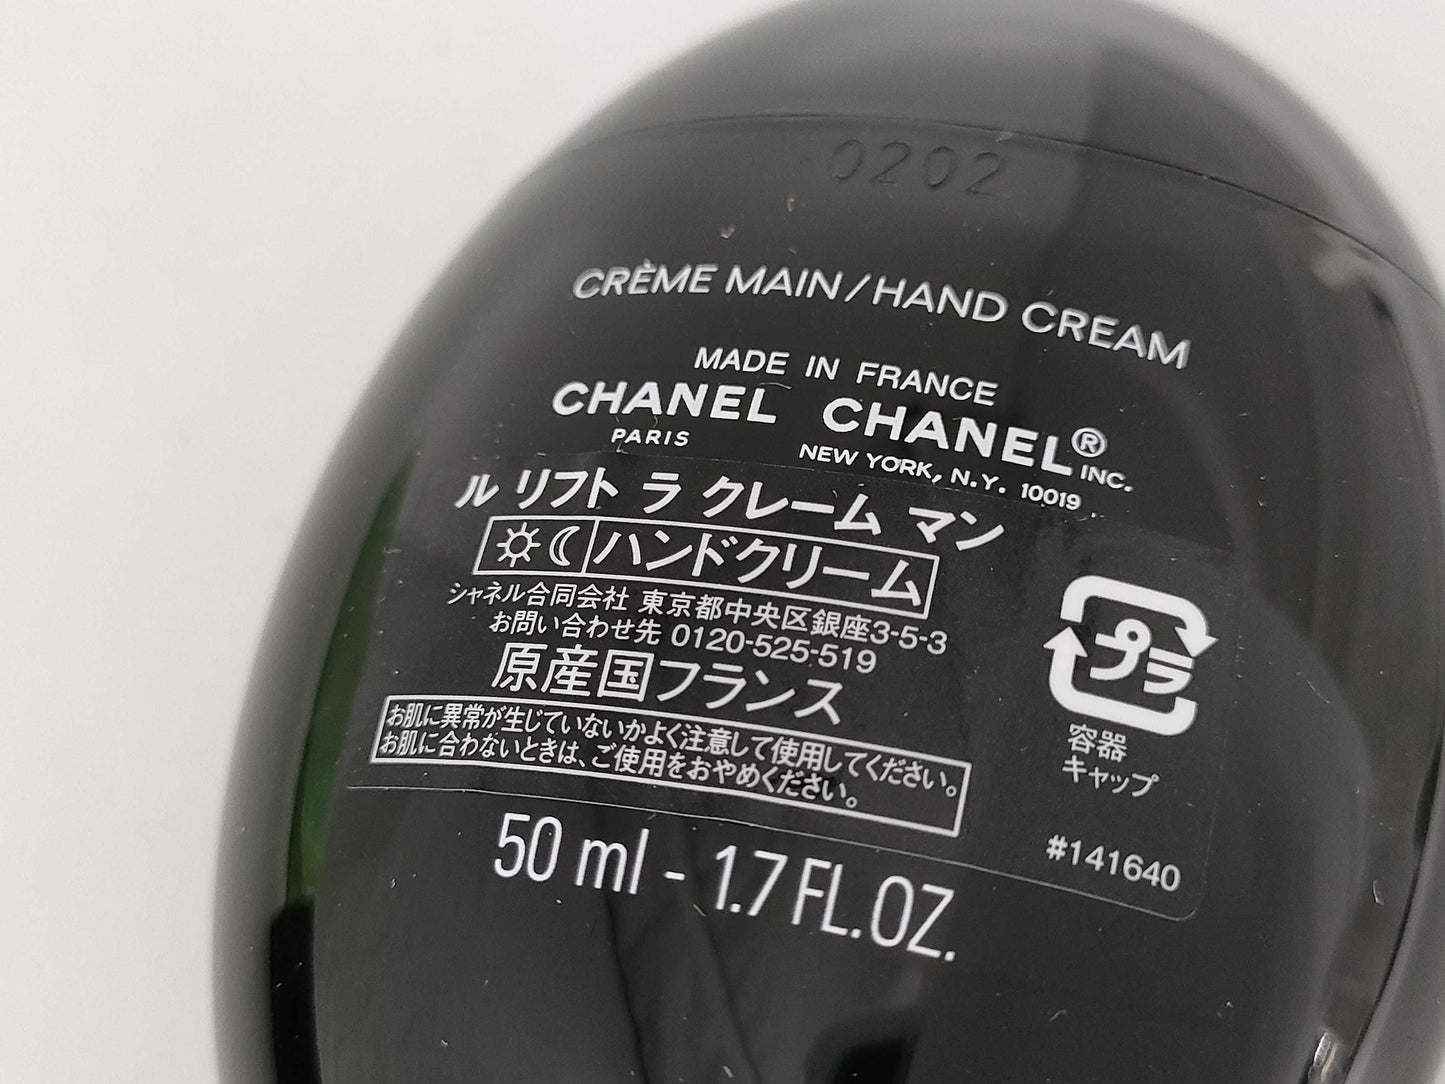 0202
CRÈME MAIN/HAND CREAM
MADE IN FRANCE
CHANEL CHANEL® INC.
PARIS NEW YORK, N.Y. 10019
ル リフト ラ クレーム マン
ハンドクリーム
シャネル合同会社 東京都中央区銀座3-5-3
お問い合わせ先 0120-525-519
原産国フランス
お肌に異常が生じていないかよく注意して使用してください。
お肌に合わないときは、ご使用をおやめください。
プラ
容器
キャップ
#141640
50 ml - 1.7 FL.OZ.